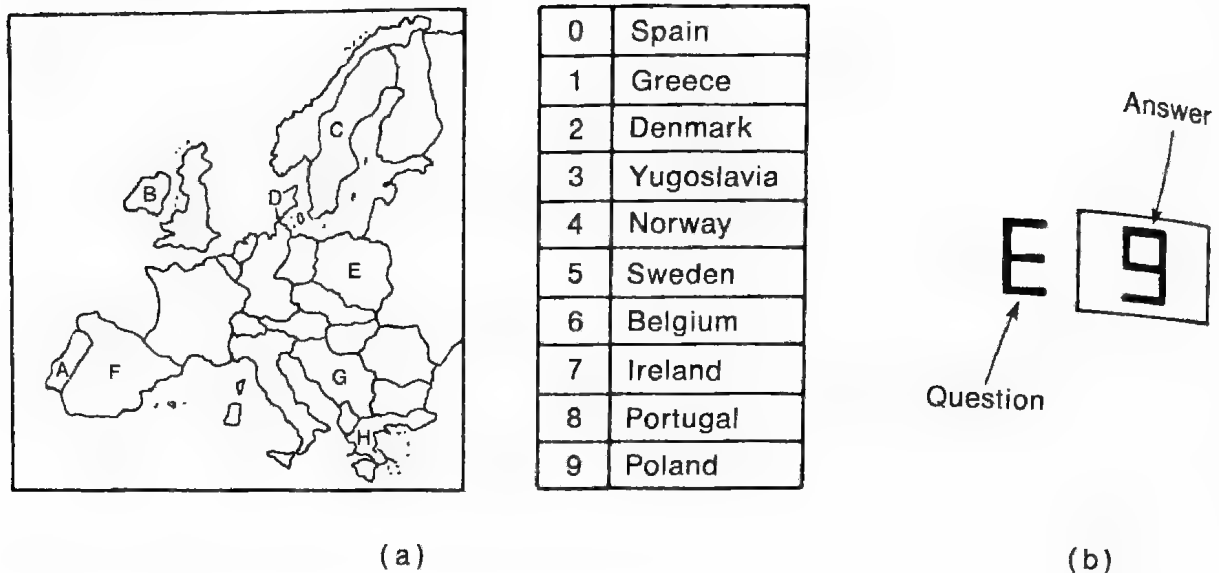 C
B
D
E
A
F
G
H
0 Spain
1 Greece
2 Denmark
3 Yugoslavia
4 Norway
5 Sweden
6 Belgium
7 Ireland
8 Portugal
9 Poland
(a)
Answer
E 9
Question
(b)